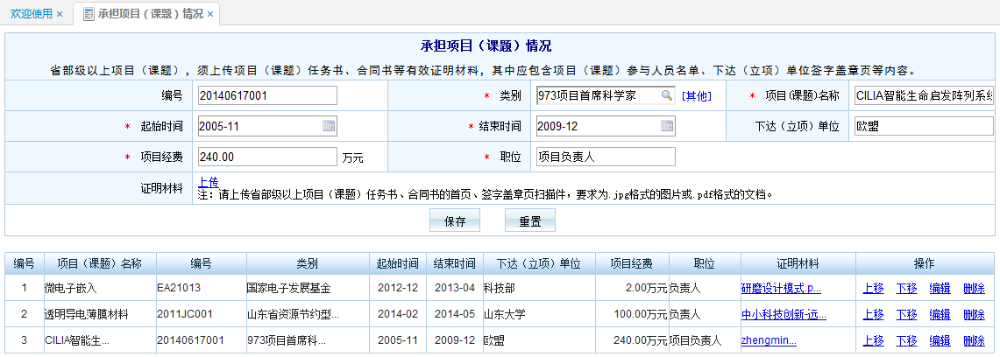 欢迎使用 ×
承担项目（课题）情况 ×
承担项目（课题）情况
省部级以上项目（课题），须上传项目（课题）任务书、合同书等有效证明材料，其中应包含项目（课题）参与人员名单、下达（立项）单位签字盖章页等内容。
编号 20140617001 * 类别 973项目首席科学家 [其他] * 项目(课题)名称 CILIA智能生命启发阵列系统
* 起始时间 2005-11 * 结束时间 2009-12 下达（立项）单位 欧盟
* 项目经费 240.00 万元 * 职位 项目负责人
证明材料 上传
注：请上传省部级以上项目（课题）任务书、合同书的首页、签字盖章页扫描件，要求为.jpg格式的图片或.pdf格式的文档。
保存 重置
编号 项目（课题）名称 编号 类别 起始时间 结束时间 下达（立项）单位 项目经费 职位 证明材料 操作
1 微电子嵌入 EA21013 国家电子发展基金 2012-12 2013-04 科技部 2.00万元 负责人 研磨设计模式.p... 上移 下移 编辑 删除
2 透明导电薄膜材料 2011JC001 山东省资源节约型... 2014-02 2014-05 山东大学 100.00万元 负责人 中小科技创新-远... 上移 下移 编辑 删除
3 CILIA智能生... 20140617001 973项目首席科... 2005-11 2009-12 欧盟 240.00万元 项目负责人 zhengmin... 上移 下移 编辑 删除